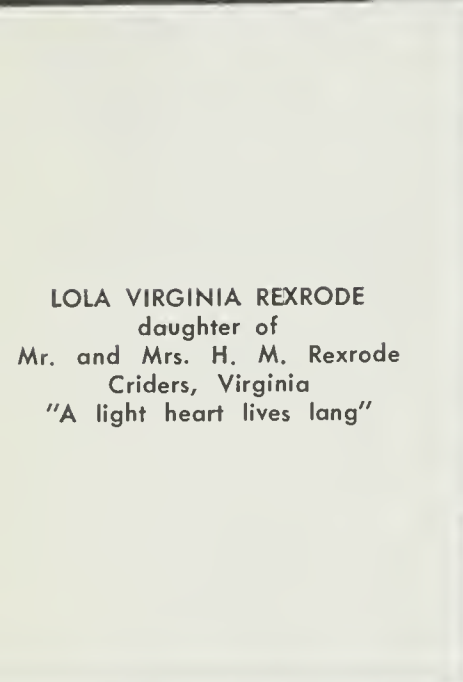 LOLA VIRGINIA REXRODE
daughter of
Mr. and Mrs. H. M. Rexrode
Criders, Virginia
"A light heart lives lang"